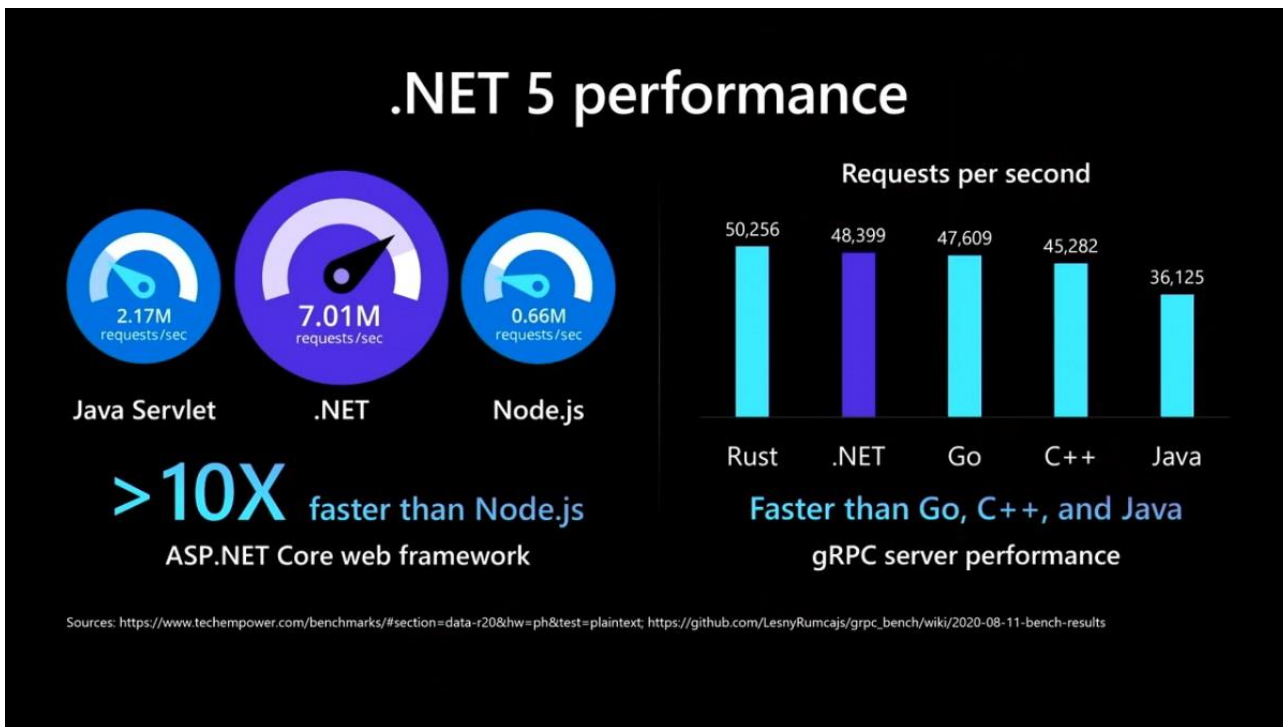 .NET 5 performance
2.17M
requests/sec
Java Servlet
7.01M
requests/sec
.NET
0.66M
requests/sec
Node.js
>10X faster than Node.js
ASP.NET Core web framework
Requests per second
50,256
48,399
47,609
45,282
36,125
Rust
.NET
Go
C++
Java
Faster than Go, C++, and Java
gRPC server performance
Sources: https://www.techempower.com/benchmarks/#section=data-r20&hw=ph&test=plaintext; https://github.com/LesnyRumcajs/grpc_bench/wiki/2020-08-11-bench-results